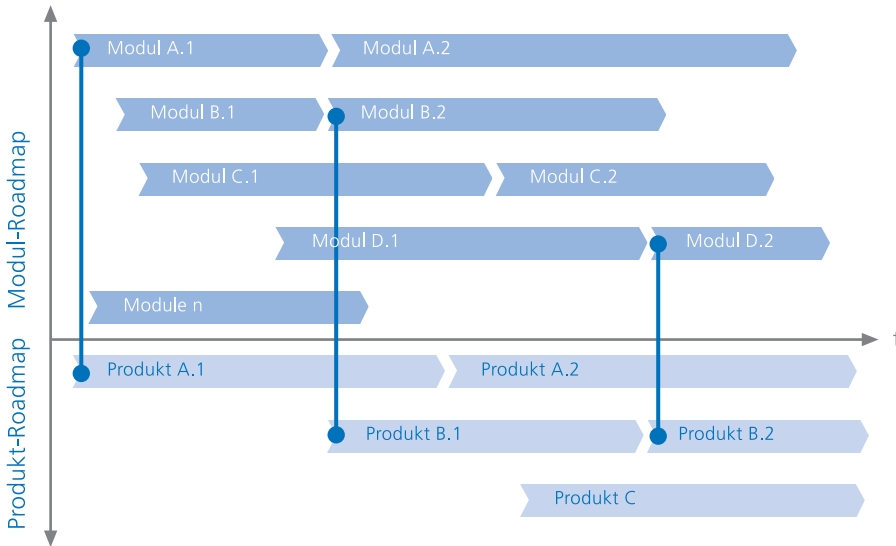 Modul-Roadmap
Modul A.1
Modul A.2
Modul B.1
Modul B.2
Modul C.1
Modul C.2
Modul D.1
Modul D.2
Module n
t
Produkt-Roadmap
Produkt A.1
Produkt A.2
Produkt B.1
Produkt B.2
Produkt C